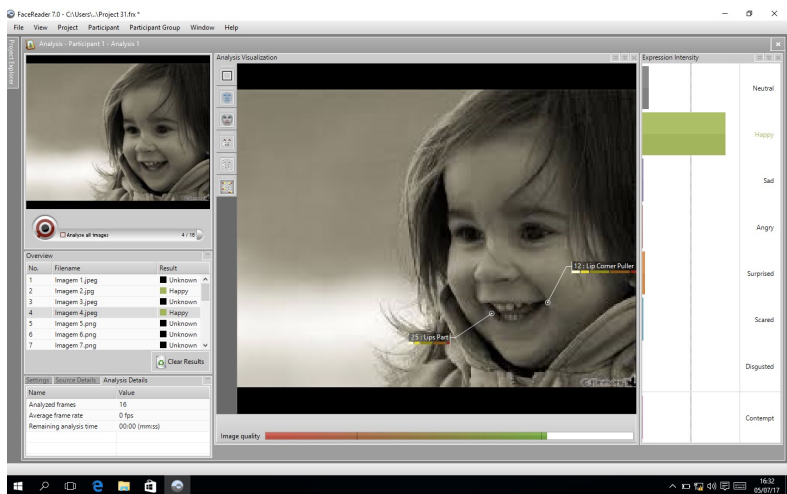 FaceReader 7.0 - C:\Users\...\Project 31.frx *
File View Project Participant Participant Group Window Help
Project Explorer
Analysis - Participant 1 - Analysis 1
Analysis Visualization
Expression Intensity
Neutral
Happy
Sad
Angry
Surprised
Scared
Disgusted
Contempt
12 : Lip Corner Puller
25 : Lips Part
Analyze all images 4 / 16
Overview
No. Filename Result
1 Imagem 1.jpeg Unknown
2 Imagem 2.jpg Happy
3 Imagem 3.jpeg Unknown
4 Imagem 4.jpeg Happy
5 Imagem 5.png Unknown
6 Imagem 6.png Unknown
7 Imagem 7.png Unknown
Clear Results
Settings Source Details Analysis Details
Name Value
Analyzed frames 16
Average frame rate 0 fps
Remaining analysis time 00:00 (mm:ss)
Image quality
16:32
05/07/17